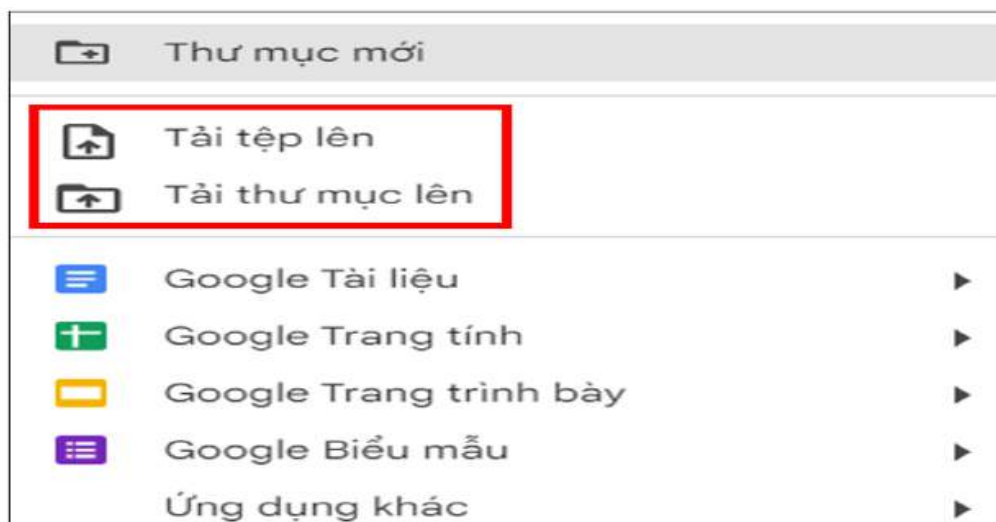 Thư mục mới
Tải tệp lên
Tải thư mục lên
Google Tài liệu
Google Trang tính
Google Trang trình bày
Google Biểu mẫu
Ứng dụng khác